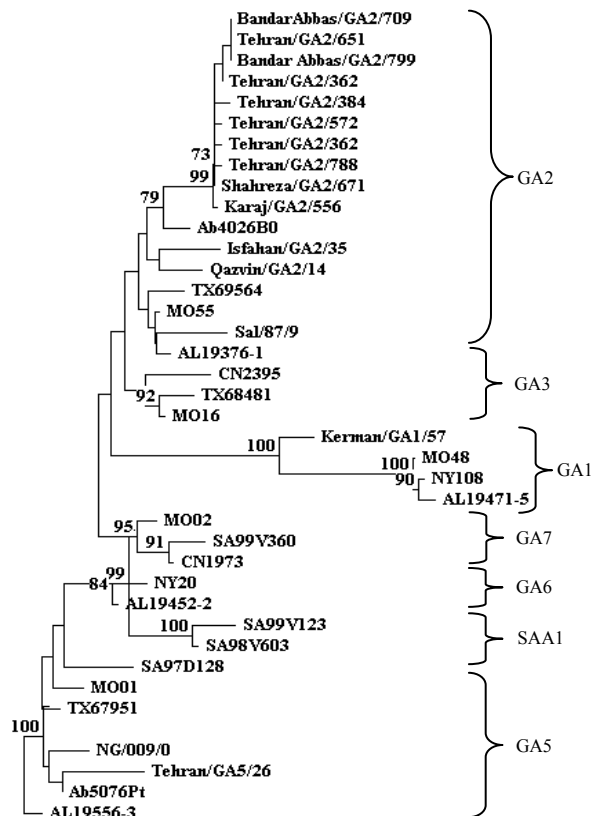 BandarAbbas/GA2/709
Tehran/GA2/651
Bandar Abbas/GA2/799
Tehran/GA2/362
Tehran/GA2/384
Tehran/GA2/572
Tehran/GA2/362
73
Tehran/GA2/788
99
Shahreza/GA2/671
GA2
79
Karaj/GA2/556
Ab4026B0
Isfahan/GA2/35
Qazvin/GA2/14
TX69564
MO55
Sal/87/9
AL19376-1
CN2395
GA3
92
TX68481
MO16
Kerman/GA1/57
100
MO48
100
GA1
90
NY108
AL19471-5
MO02
95
SA99V360
GA7
91
CN1973
99
NY20
84
GA6
AL19452-2
SA99V123
100
SAA1
SA98V603
SA97D128
MO01
TX67951
100
GA5
NG/009/0
Tehran/GA5/26
Ab5076Pt
AL19556-3